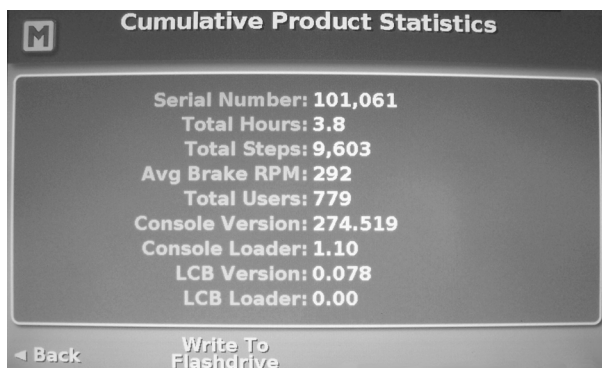 M
Cumulative Product Statistics
Serial Number: 101,061
Total Hours: 3.8
Total Steps: 9,603
Avg Brake RPM: 292
Total Users: 779
Console Version: 274.519
Console Loader: 1.10
LCB Version: 0.078
LCB Loader: 0.00
◄ Back
Write To
Flashdrive